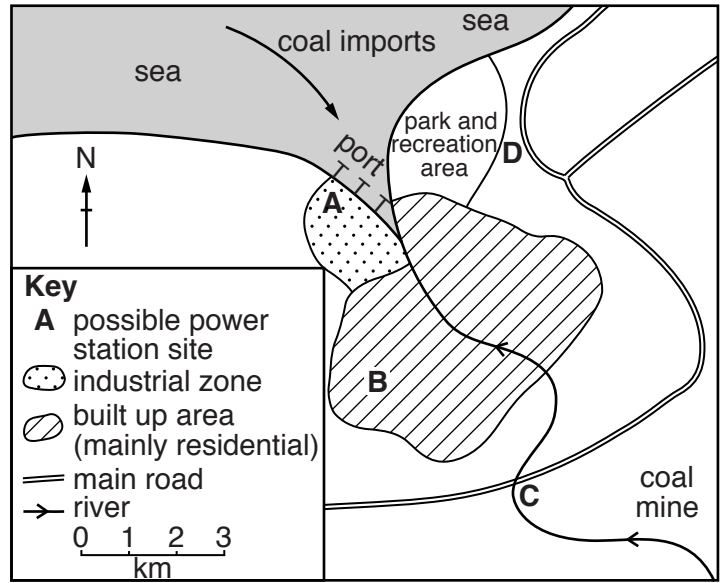 sea
coal imports
sea
port
park and
recreation
area
D
N
A
B
C
coal
mine
Key
A possible power
station site
industrial zone
built up area
(mainly residential)
main road
river
0 1 2 3
km